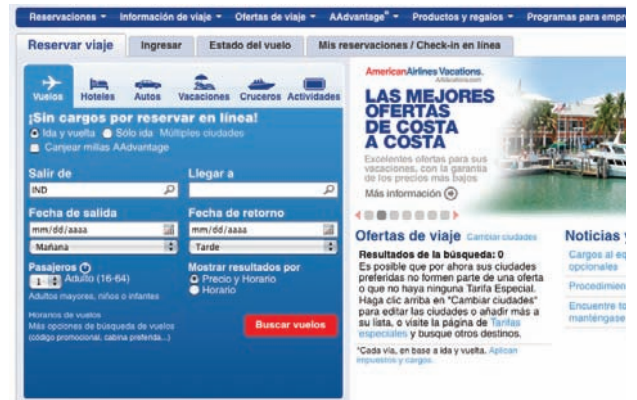 Reservaciones Información de viaje Ofertas de viaje AAdvantage® Productos y regalos Programas para empre
Reservar viaje Ingresar Estado del vuelo Mis reservaciones / Check-in en línea
Vuelos Hoteles Autos Vacaciones Cruceros Actividades
¡Sin cargos por reservar en línea!
Ida y vuelta Sólo ida Múltiples ciudades
Canjear millas AAdvantage
Salir de Llegar a
IND
Fecha de salida Fecha de retorno
mm/dd/aaaa mm/dd/aaaa
Mañana Tarde
Pasajeros Mostrar resultados por
1 Adulto (16-64) Precio y Horario
Horario
Adultos mayores, niños o infantes
Horarios de vuelos
Más opciones de búsqueda de vuelos
(código promocional, cabina preferida...)
Buscar vuelos
AmericanAirlines Vacations.
LAS MEJORES
OFERTAS
DE COSTA
A COSTA
Excelentes ofertas para sus
vacaciones, con la garantía
de los precios más bajos
Más información
Ofertas de viaje Cambiar ciudades
Resultados de la búsqueda: 0
Es posible que por ahora sus ciudades
preferidas no formen parte de una oferta
o que no haya ninguna Tarifa Especial.
Haga clic arriba en "Cambiar ciudades"
para editar las ciudades o añadir más a
su lista, o visite la página de Tarifas
especiales y busque otros destinos.
*Cada vía, en base a ida y vuelta. Aplican
impuestos y cargos.
Noticias y
Cargos al eq
opcionales
Procedimien
Encuentre to
manténgase